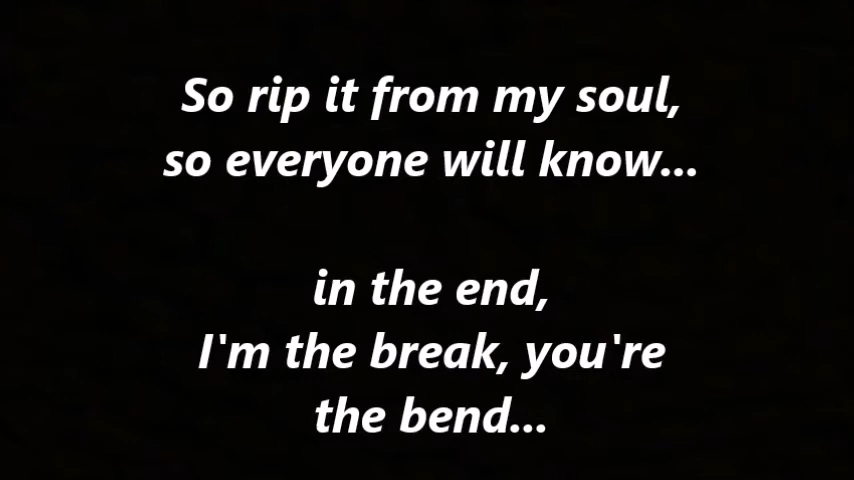 So rip it from my soul,
so everyone will know...
in the end,
I'm the break, you're
the bend...